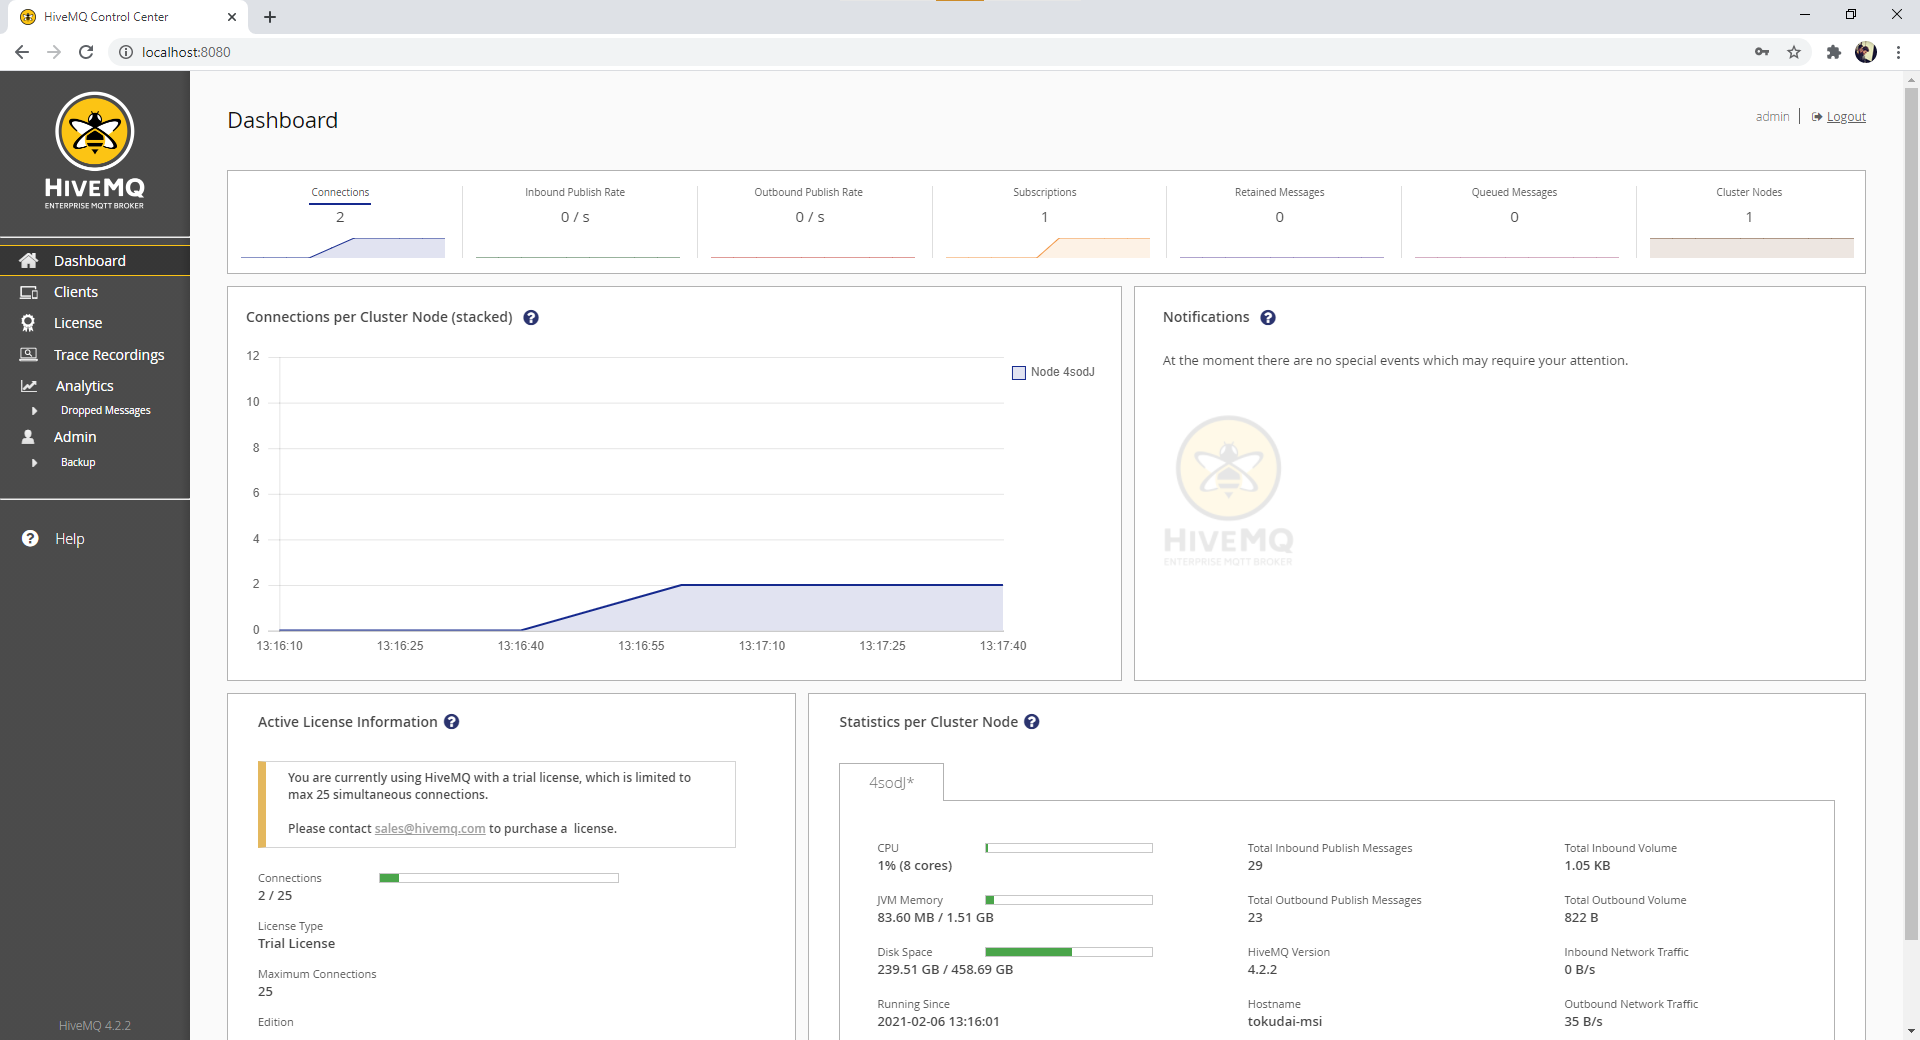 HiveMQ Control Center
localhost:8080
HIVEMQ
ENTERPRISE MQTT BROKER
Dashboard
Clients
License
Trace Recordings
Analytics
Dropped Messages
Admin
Backup
Help
HiveMQ 4.2.2
Dashboard
admin
Logout
Connections
2
Inbound Publish Rate
0 / s
Outbound Publish Rate
0 / s
Subscriptions
1
Retained Messages
0
Queued Messages
0
Cluster Nodes
1
Connections per Cluster Node (stacked)
12
10
8
6
4
2
0
13:16:10 13:16:25 13:16:40 13:16:55 13:17:10 13:17:25 13:17:40
Node 4sodJ
Notifications
At the moment there are no special events which may require your attention.
HIVEMQ
ENTERPRISE MQTT BROKER
Active License Information
You are currently using HiveMQ with a trial license, which is limited to
max 25 simultaneous connections.
Please contact sales@hivemq.com to purchase a license.
Connections
2 / 25
License Type
Trial License
Maximum Connections
25
Edition
Statistics per Cluster Node
4sodJ*
CPU
1% (8 cores)
JVM Memory
83.60 MB / 1.51 GB
Disk Space
239.51 GB / 458.69 GB
Running Since
2021-02-06 13:16:01
Total Inbound Publish Messages
29
Total Outbound Publish Messages
23
HiveMQ Version
4.2.2
Hostname
tokudai-msi
Total Inbound Volume
1.05 KB
Total Outbound Volume
822 B
Inbound Network Traffic
0 B/s
Outbound Network Traffic
35 B/s